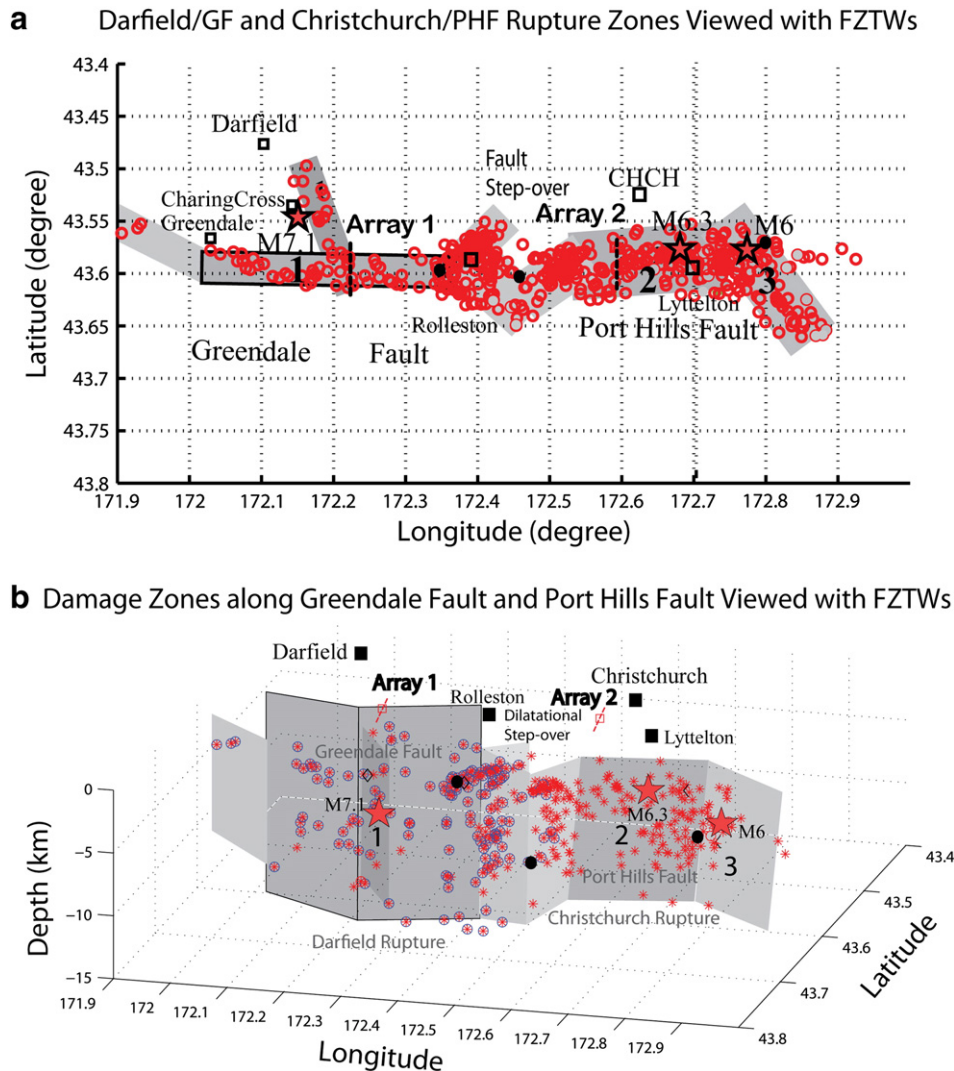 a Darfield/GF and Christchurch/PHF Rupture Zones Viewed with FZTWs
43.4
43.45
43.5
43.55
43.6
43.65
43.7
43.75
43.8
Latitude (degree)
Darfield
CharingCross
Greendale
M7.1
1
Array 1
Fault
Step-over
Array 2
CHCH
M6.3
M6
2
3
Lyttelton
Rolleston
Port Hills Fault
Greendale Fault
171.9 172 172.1 172.2 172.3 172.4 172.5 172.6 172.7 172.8 172.9
Longitude (degree)
b Damage Zones along Greendale Fault and Port Hills Fault Viewed with FZTWs
Darfield
Array 1
Rolleston
Dilatational
Step-over
Array 2
Christchurch
Lyttelton
Greendale Fault
M7.1
1
M6.3
M6
2
3
Port Hills Fault
Christchurch Rupture
Darfield Rupture
0
−5
−10
−15
Depth (km)
171.9 172 172.1 172.2 172.3 172.4 172.5 172.6 172.7 172.8 172.9
Longitude
43.4
43.5
43.6
43.7
43.8
Latitude